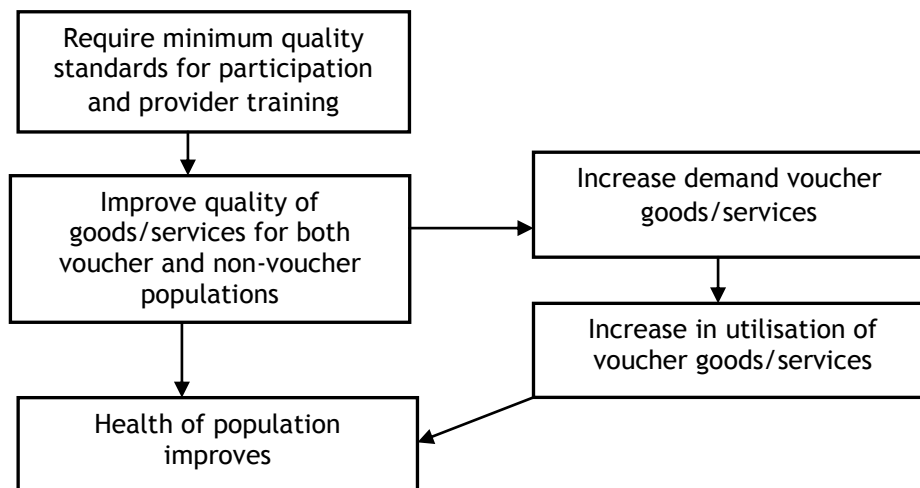 Require minimum quality
standards for participation
and provider training
Improve quality of
goods/services for both
voucher and non-voucher
populations
Increase demand voucher
goods/services
Increase in utilisation of
voucher goods/services
Health of population
improves